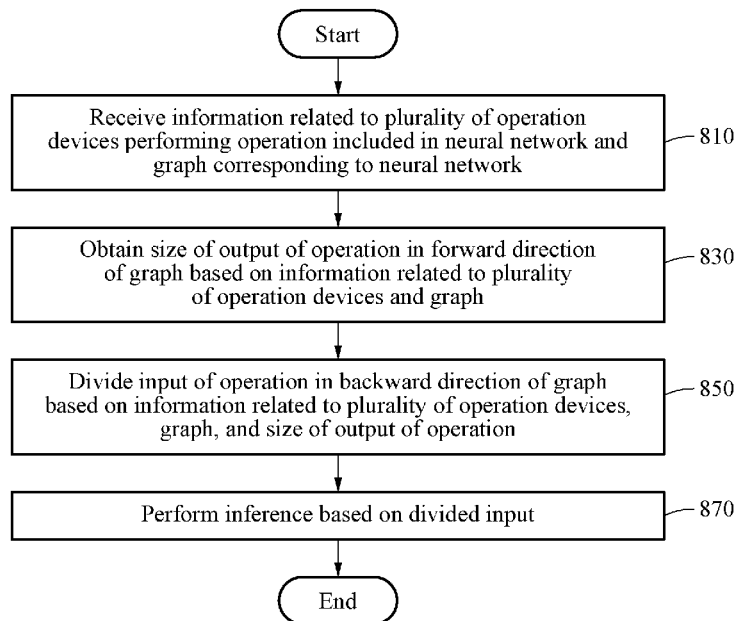 Start
Receive information related to plurality of operation
devices performing operation included in neural network and
graph corresponding to neural network
810
Obtain size of output of operation in forward direction
of graph based on information related to plurality
of operation devices and graph
830
Divide input of operation in backward direction of graph
based on information related to plurality of operation devices,
graph, and size of output of operation
850
Perform inference based on divided input
870
End